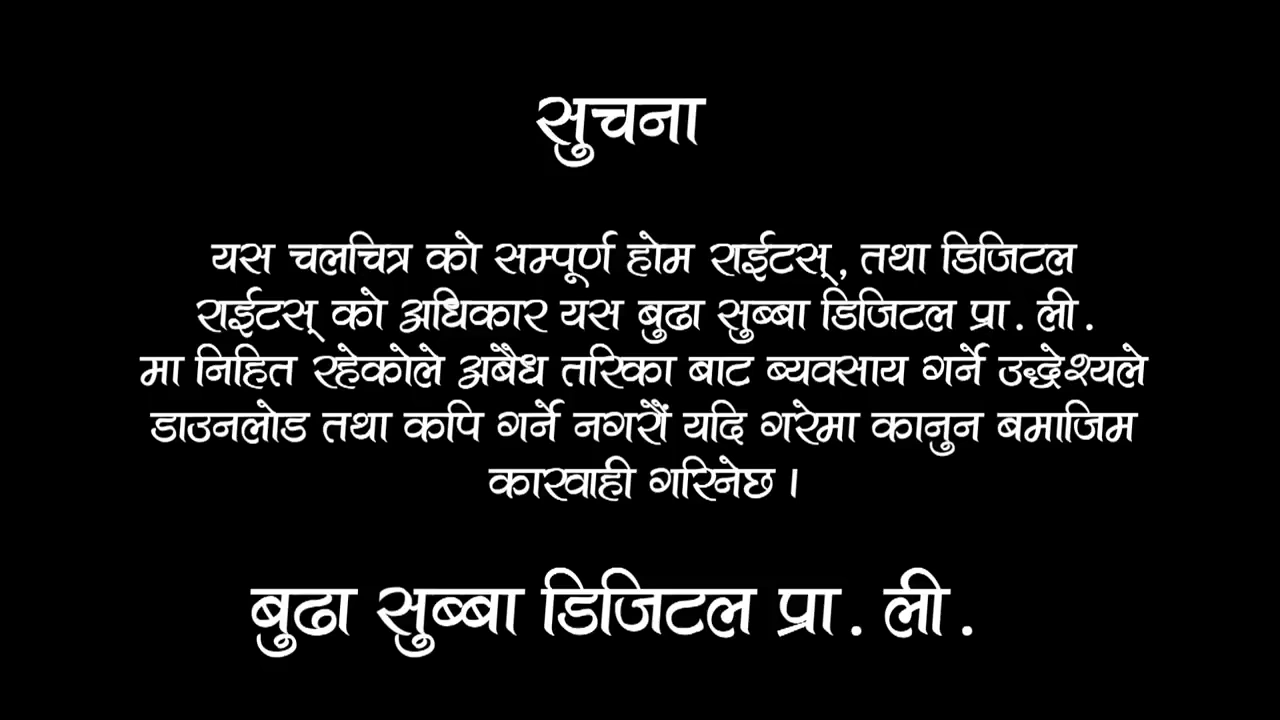 सुचना
यस चलचित्र को सम्पूर्ण होम राईटस्, तथा डिजिटल
राईटस् को अधिकार यस बुढा सुब्बा डिजिटल प्रा. ली.
मा निहित रहेकोले अबैध तरिका बाट ब्यवसाय गर्ने उद्धेश्यले
डाउनलोड तथा कपि गर्ने नगरौं यदि गरेमा कानुन बमाजिम
कारवाही गरिनेछ ।
बुढा सुब्बा डिजिटल प्रा. ली.